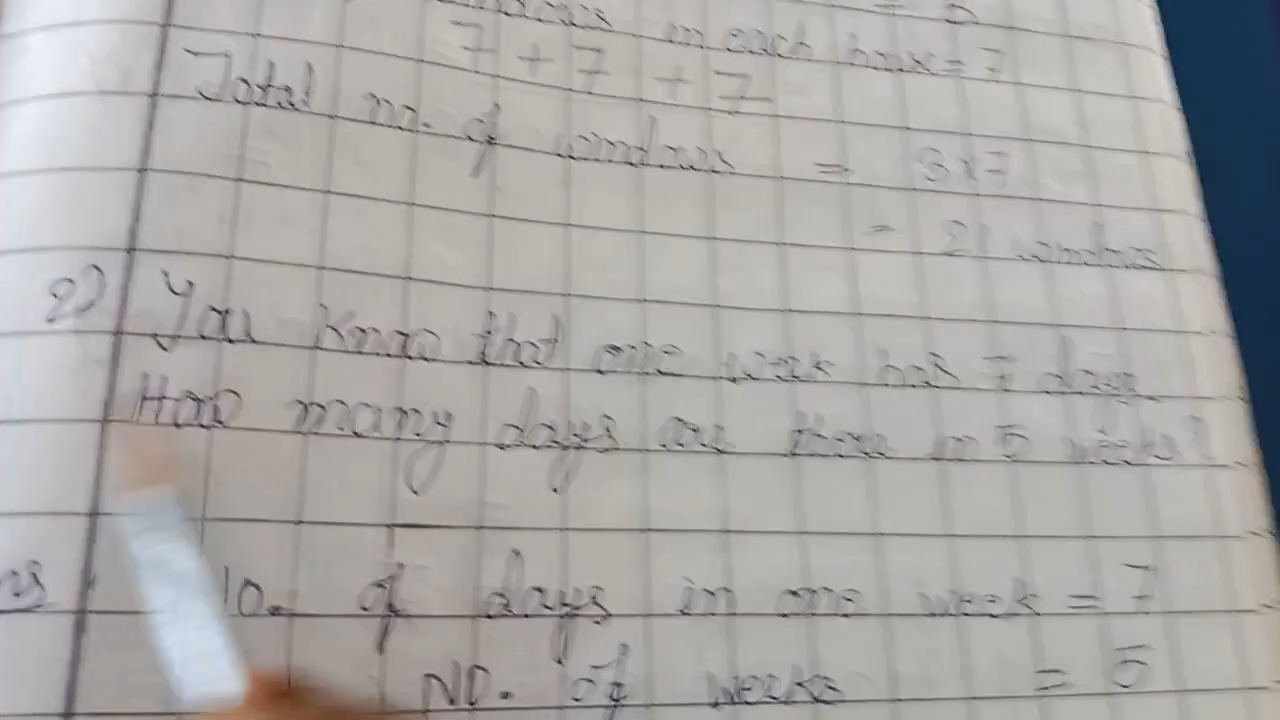 in each house = 7
7 + 7 + 7
Total no. of windows = 3x7
= 21 windows
2) You know that one week has 7 days
How many days are there in 5 weeks?
No. of days in one week = 7
No. of weeks = 5